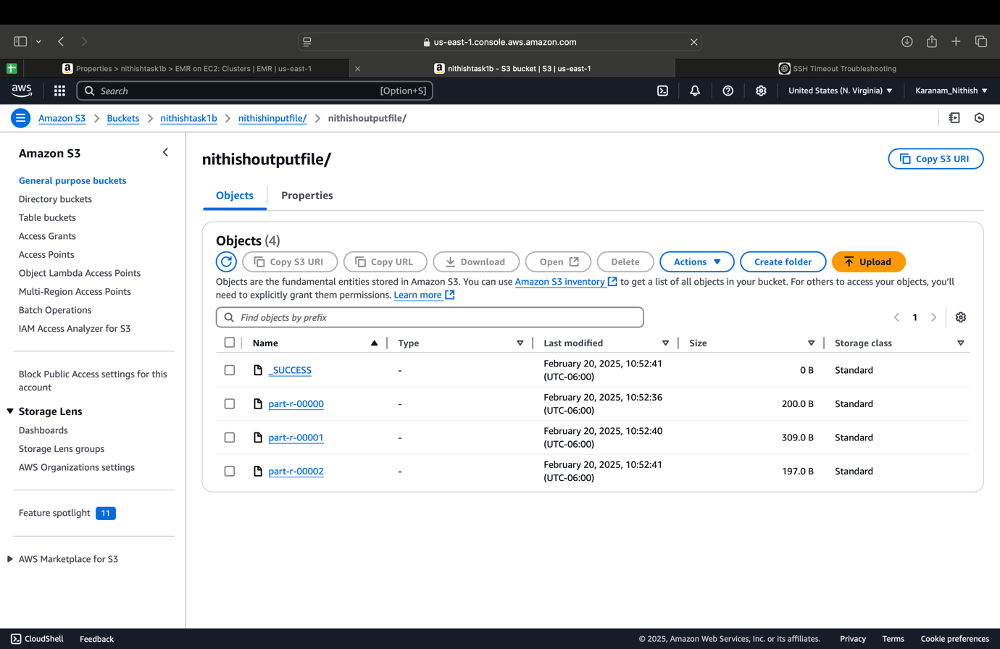 us-east-1.console.aws.amazon.com
Properties > nithishtask1b > EMR on EC2: Clusters | EMR | us-east-1
nithishtask1b - S3 bucket | S3 | us-east-1
SSH Timeout Troubleshooting
aws
Search
[Option+S]
United States (N. Virginia)
Karanam_Nithish
Amazon S3
Buckets
nithishtask1b
nithishinputfile/
nithishoutputfile/
Amazon S3
General purpose buckets
Directory buckets
Table buckets
Access Grants
Access Points
Object Lambda Access Points
Multi-Region Access Points
Batch Operations
IAM Access Analyzer for S3
Block Public Access settings for this
account
Storage Lens
Dashboards
Storage Lens groups
AWS Organizations settings
Feature spotlight 11
AWS Marketplace for S3
nithishoutputfile/
Copy S3 URI
Objects
Properties
Objects (4)
Copy S3 URI
Copy URL
Download
Open
Delete
Actions
Create folder
Upload
Objects are the fundamental entities stored in Amazon S3. You can use Amazon S3 inventory to get a list of all objects in your bucket. For others to access your objects, you'll
need to explicitly grant them permissions. Learn more
Find objects by prefix
1
Name Type Last modified Size Storage class
_SUCCESS - February 20, 2025, 10:52:41 0 B Standard
(UTC-06:00)
part-r-00000 - February 20, 2025, 10:52:36 200.0 B Standard
(UTC-06:00)
part-r-00001 - February 20, 2025, 10:52:40 309.0 B Standard
(UTC-06:00)
part-r-00002 - February 20, 2025, 10:52:41 197.0 B Standard
(UTC-06:00)
CloudShell
Feedback
© 2025, Amazon Web Services, Inc. or its affiliates.
Privacy
Terms
Cookie preferences